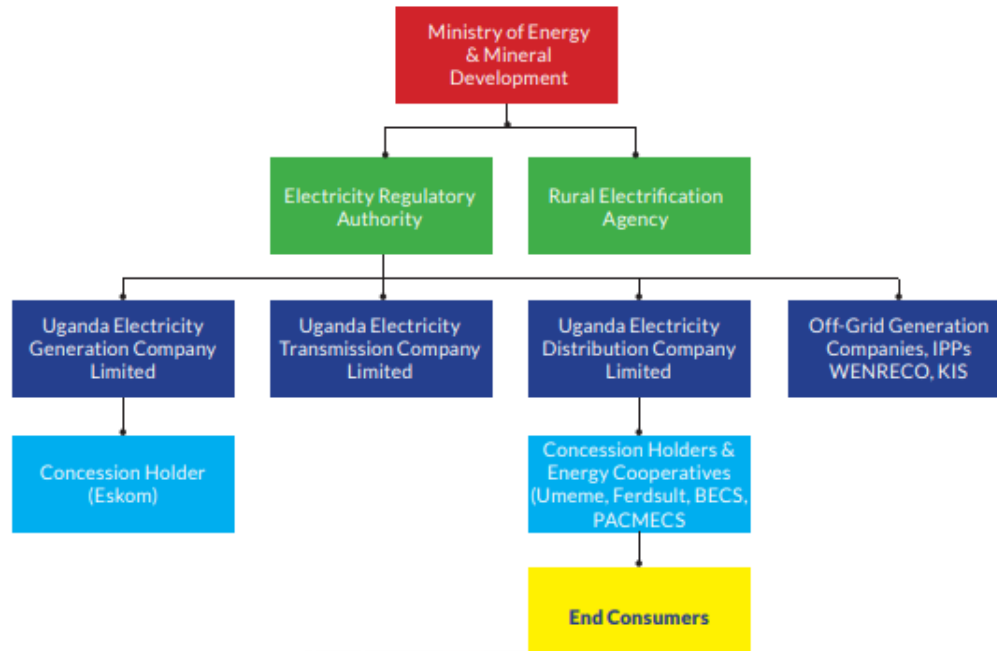 Ministry of Energy
& Mineral
Development
Electricity Regulatory
Authority
Rural Electrification
Agency
Uganda Electricity
Generation Company
Limited
Uganda Electricity
Transmission Company
Limited
Uganda Electricity
Distribution Company
Limited
Off-Grid Generation
Companies, IPPs
WENRECO, KIS
Concession Holder
(Eskom)
Concession Holders &
Energy Cooperatives
(Umeme, Ferdsult, BECS,
PACMECS
End Consumers